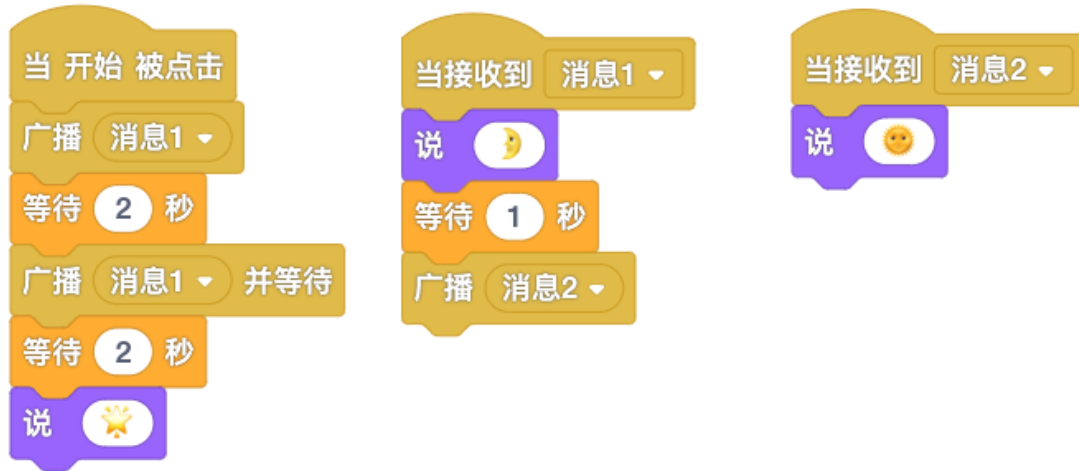 当 开始 被点击
广播 消息1
等待 2 秒
广播 消息1 并等待
等待 2 秒
说 🌟
当接收到 消息1
说 🌛
等待 1 秒
广播 消息2
当接收到 消息2
说 🌞